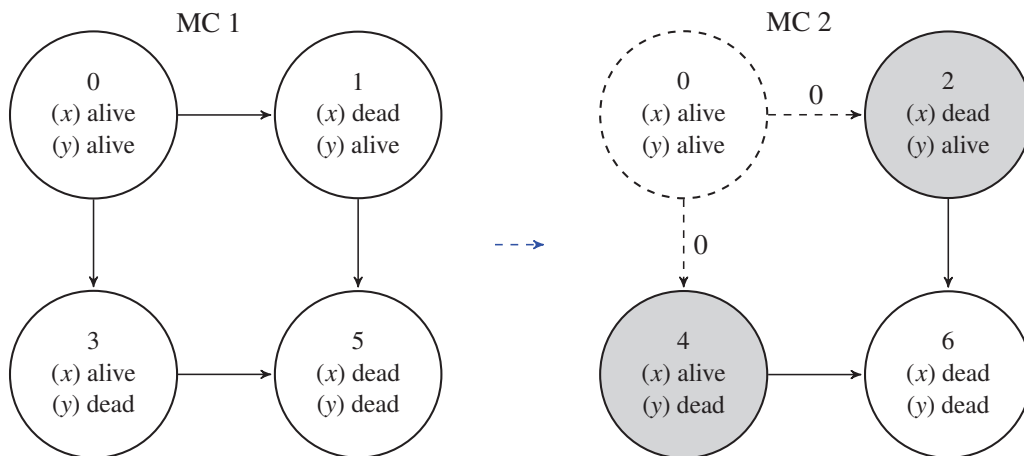 MC 1
0
(x) alive
(y) alive
1
(x) dead
(y) alive
3
(x) alive
(y) dead
5
(x) dead
(y) dead
MC 2
0
(x) alive
(y) alive
0
2
(x) dead
(y) alive
0
4
(x) alive
(y) dead
6
(x) dead
(y) dead